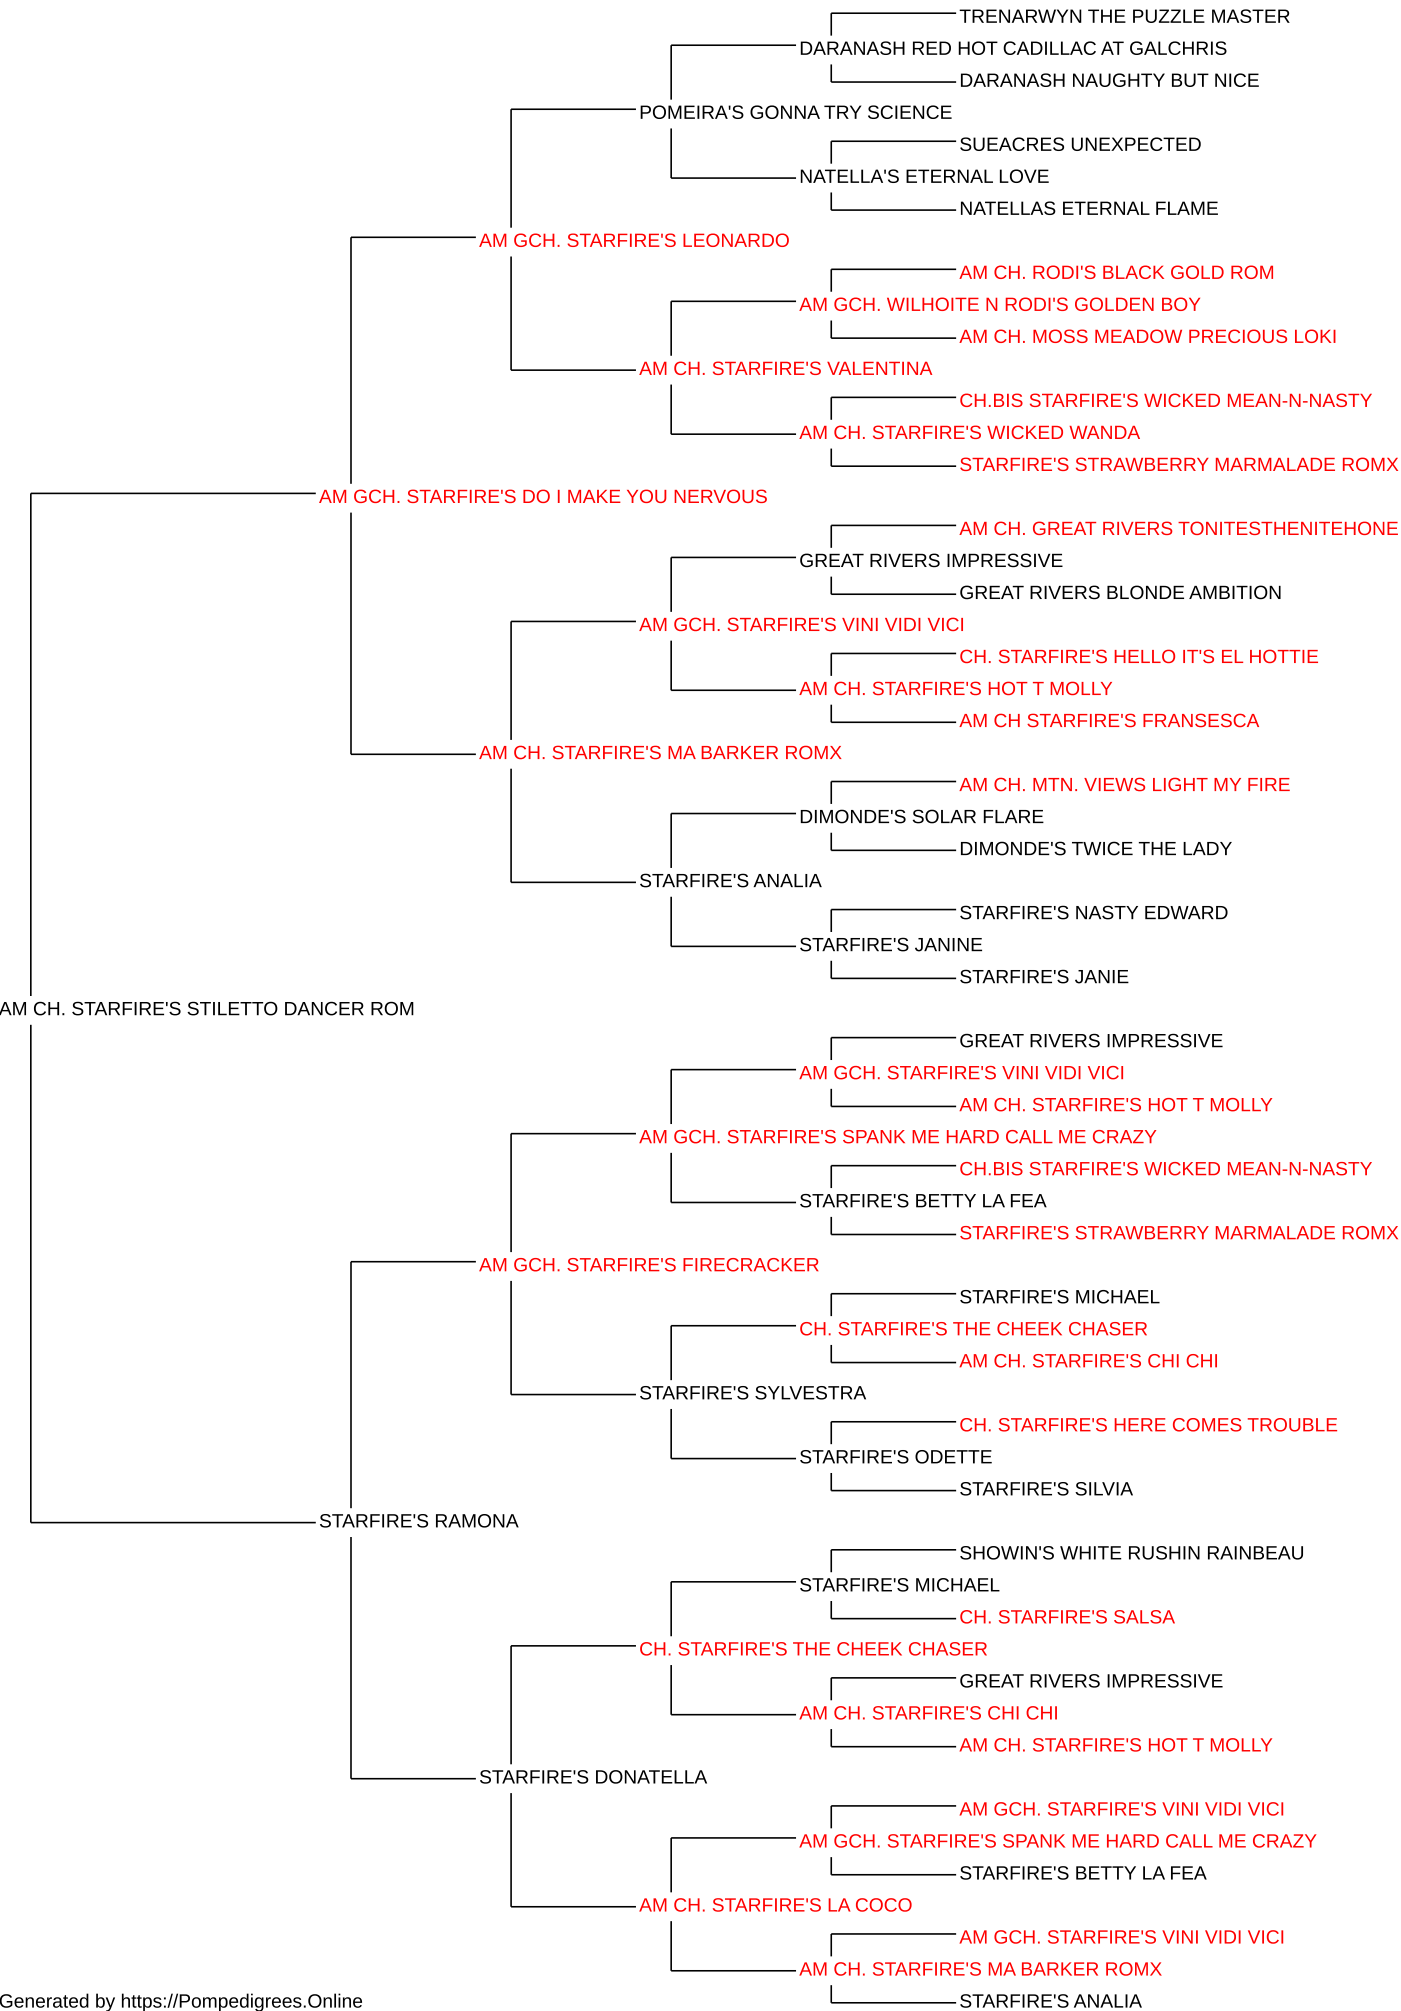 TRENARWYN THE PUZZLE MASTER
DARANASH RED HOT CADILLAC AT GALCHRIS
DARANASH NAUGHTY BUT NICE
POMEIRA'S GONNA TRY SCIENCE
SUEACRES UNEXPECTED
NATELLA'S ETERNAL LOVE
NATELLAS ETERNAL FLAME
AM GCH. STARFIRE'S LEONARDO
AM CH. RODI'S BLACK GOLD ROM
AM GCH. WILHOITE N RODI'S GOLDEN BOY
AM CH. MOSS MEADOW PRECIOUS LOKI
AM CH. STARFIRE'S VALENTINA
CH.BIS STARFIRE'S WICKED MEAN-N-NASTY
AM CH. STARFIRE'S WICKED WANDA
STARFIRE'S STRAWBERRY MARMALADE ROMX
AM GCH. STARFIRE'S DO I MAKE YOU NERVOUS
AM CH. GREAT RIVERS TONITESTHENITEHONE
GREAT RIVERS IMPRESSIVE
GREAT RIVERS BLONDE AMBITION
AM GCH. STARFIRE'S VINI VIDI VICI
CH. STARFIRE'S HELLO IT'S EL HOTTIE
AM CH. STARFIRE'S HOT T MOLLY
AM CH STARFIRE'S FRANSESCA
AM CH. STARFIRE'S MA BARKER ROMX
AM CH. MTN. VIEWS LIGHT MY FIRE
DIMONDE'S SOLAR FLARE
DIMONDE'S TWICE THE LADY
STARFIRE'S ANALIA
STARFIRE'S NASTY EDWARD
STARFIRE'S JANINE
STARFIRE'S JANIE
AM CH. STARFIRE'S STILETTO DANCER ROM
GREAT RIVERS IMPRESSIVE
AM GCH. STARFIRE'S VINI VIDI VICI
AM CH. STARFIRE'S HOT T MOLLY
AM GCH. STARFIRE'S SPANK ME HARD CALL ME CRAZY
CH.BIS STARFIRE'S WICKED MEAN-N-NASTY
STARFIRE'S BETTY LA FEA
STARFIRE'S STRAWBERRY MARMALADE ROMX
AM GCH. STARFIRE'S FIRECRACKER
STARFIRE'S MICHAEL
CH. STARFIRE'S THE CHEEK CHASER
AM CH. STARFIRE'S CHI CHI
STARFIRE'S SYLVESTRA
CH. STARFIRE'S HERE COMES TROUBLE
STARFIRE'S ODETTE
STARFIRE'S SILVIA
STARFIRE'S RAMONA
SHOWIN'S WHITE RUSHIN RAINBEAU
STARFIRE'S MICHAEL
CH. STARFIRE'S SALSA
CH. STARFIRE'S THE CHEEK CHASER
GREAT RIVERS IMPRESSIVE
AM CH. STARFIRE'S CHI CHI
AM CH. STARFIRE'S HOT T MOLLY
STARFIRE'S DONATELLA
AM GCH. STARFIRE'S VINI VIDI VICI
AM GCH. STARFIRE'S SPANK ME HARD CALL ME CRAZY
STARFIRE'S BETTY LA FEA
AM CH. STARFIRE'S LA COCO
AM GCH. STARFIRE'S VINI VIDI VICI
AM CH. STARFIRE'S MA BARKER ROMX
STARFIRE'S ANALIA
Generated by https://Pompedigrees.Online